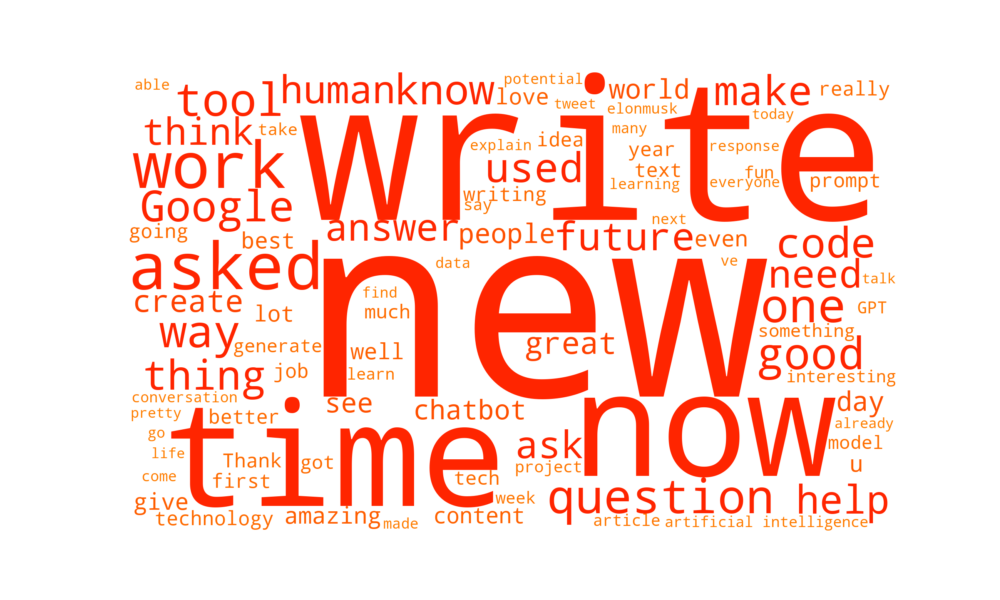 able
tool
humanknow
potential
love
tweet
world
elonmusk
make
really
today
think
take
write
explain
idea
many
year
response
work
used
text
learning
fun
everyone
prompt
Google
writing
say
going
best
answer
people
future
next
even
code
asked
new
data
ve
need
talk
create
lot
find
much
one
GPT
way
generate
well
great
something
good
thing
job
learn
interesting
conversation
pretty
better
see
chatbot
now
day
already
go
time
ask
model
life
Thank
got
project
u
come
first
tech
give
week
question
help
technology
amazing
made
content
article
artificial intelligence